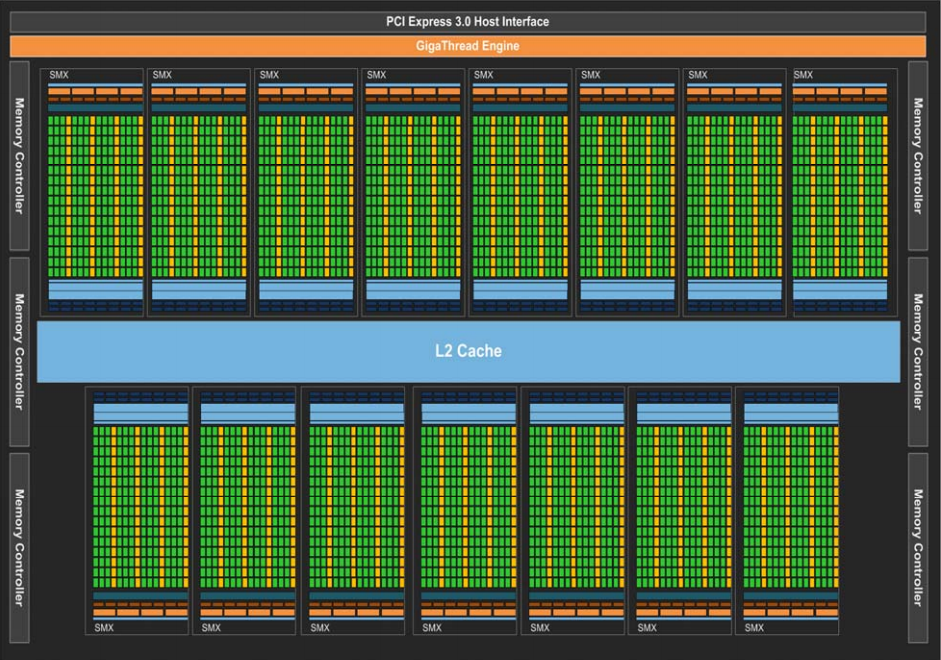 PCI Express 3.0 Host Interface
GigaThread Engine
SMX
SMX
SMX
SMX
SMX
SMX
SMX
SMX
Memory Controller
Memory Controller
Memory Controller
Memory Controller
L2 Cache
Memory Controller
Memory Controller
SMX
SMX
SMX
SMX
SMX
SMX
SMX